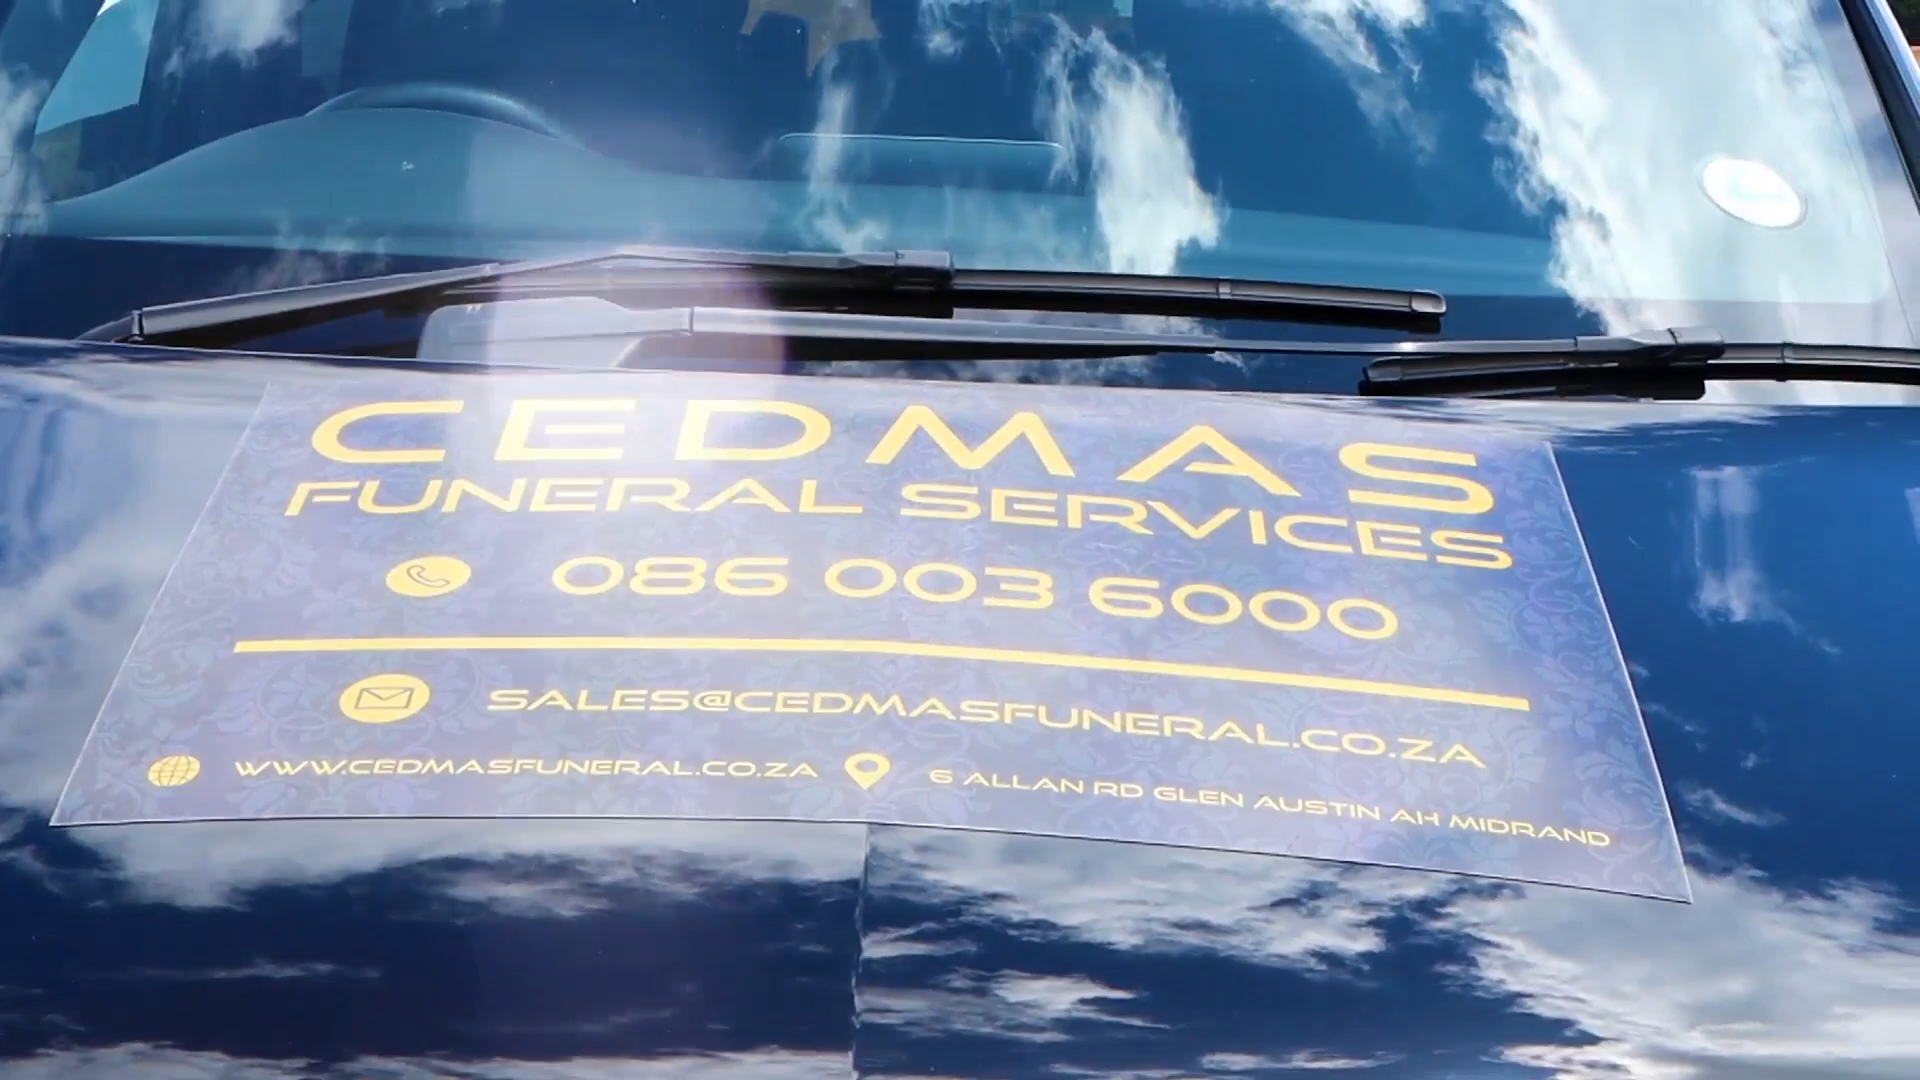 CEDMAS
FUNERAL SERVICES
086 003 6000
SALES@CEDMASFUNERAL.CO.ZA
WWW.CEDMASFUNERAL.CO.ZA
6 ALLAN RD GLEN AUSTIN AH MIDRAND